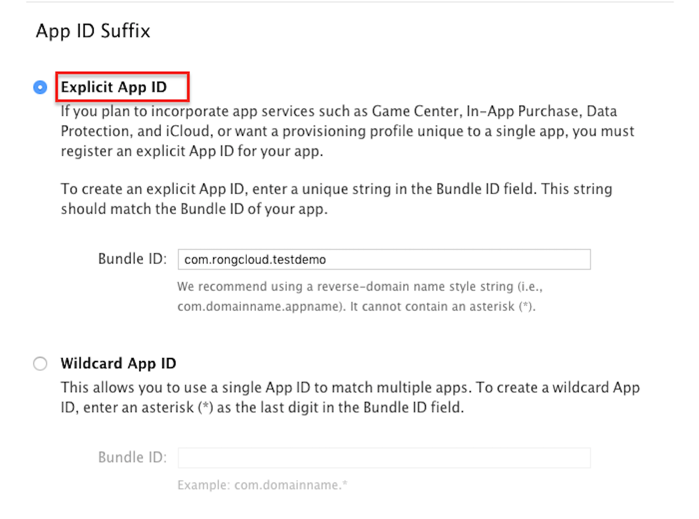 App ID Suffix
Explicit App ID
If you plan to incorporate app services such as Game Center, In-App Purchase, Data
Protection, and iCloud, or want a provisioning profile unique to a single app, you must
register an explicit App ID for your app.
To create an explicit App ID, enter a unique string in the Bundle ID field. This string
should match the Bundle ID of your app.
Bundle ID: com.rongcloud.testdemo
We recommend using a reverse-domain name style string (i.e.,
com.domainname.appname). It cannot contain an asterisk (*).
Wildcard App ID
This allows you to use a single App ID to match multiple apps. To create a wildcard App
ID, enter an asterisk (*) as the last digit in the Bundle ID field.
Bundle ID:
Example: com.domainname.*